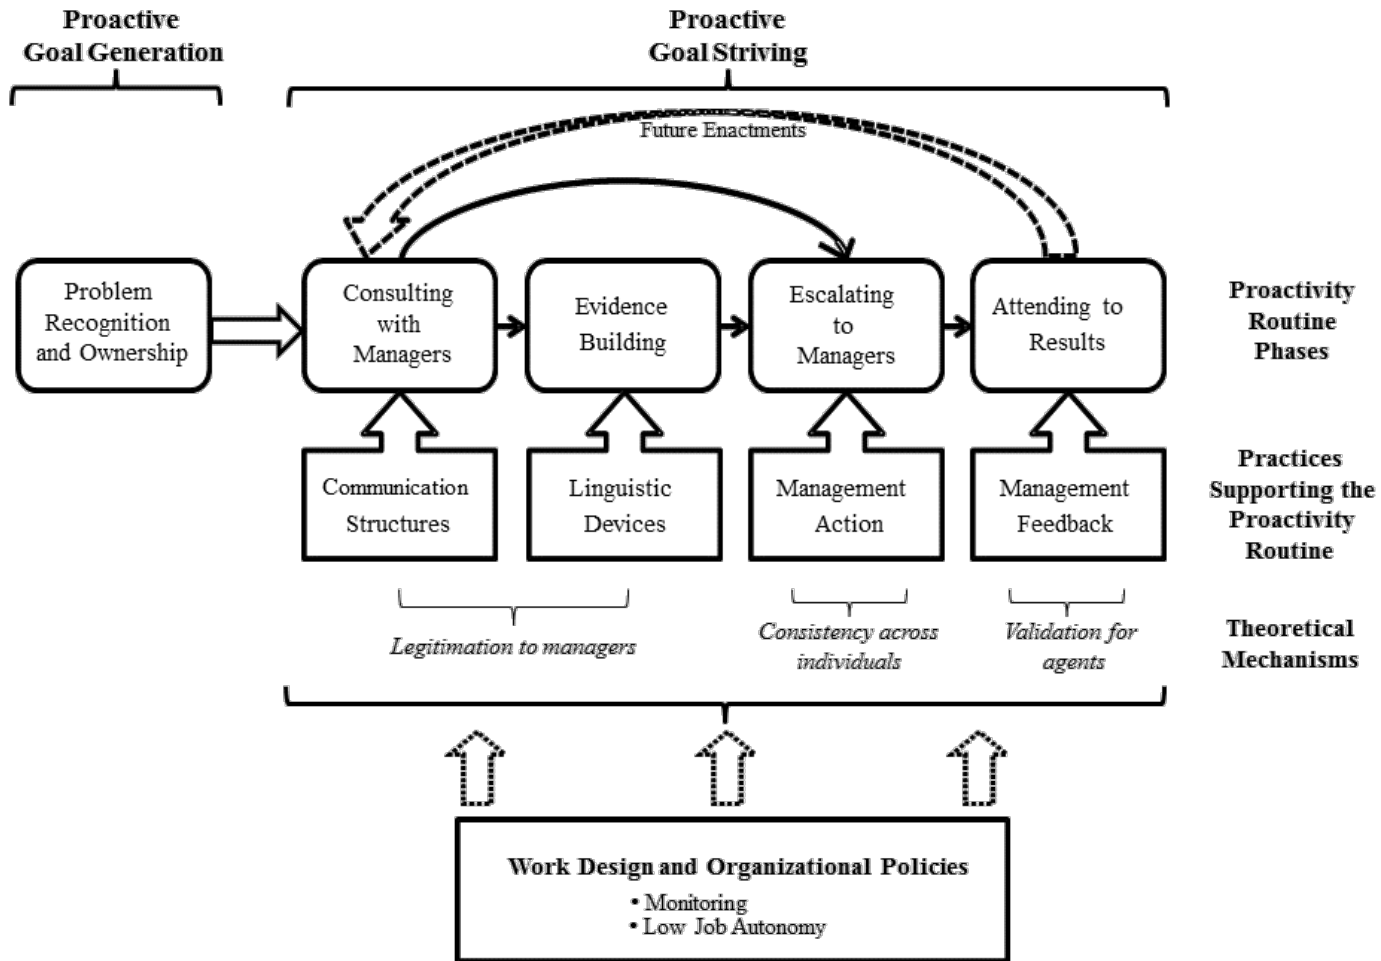 Proactive
Goal Generation
Proactive
Goal Striving
Future Enactments
Problem
Recognition
and Ownership
Consulting
with
Managers
Evidence
Building
Escalating
to
Managers
Attending to
Results
Proactivity
Routine
Phases
Communication
Structures
Linguistic
Devices
Management
Action
Management
Feedback
Practices
Supporting the
Proactivity
Routine
Legitimation to managers
Consistency across
individuals
Validation for
agents
Theoretical
Mechanisms
Work Design and Organizational Policies
• Monitoring
• Low Job Autonomy